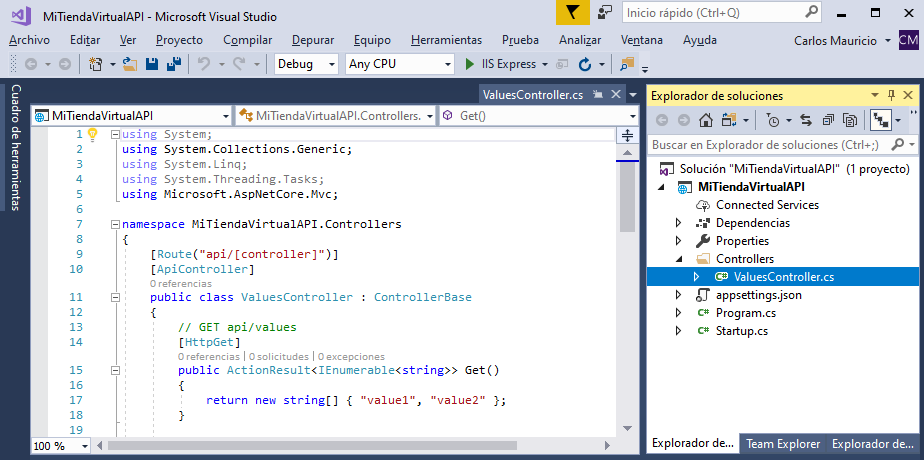 MiTiendaVirtualAPI - Microsoft Visual Studio
Inicio rápido (Ctrl+Q)
Archivo Editar Ver Proyecto Compilar Depurar Equipo Herramientas Prueba Analizar Ventana Ayuda Carlos Mauricio CM
Debug Any CPU IIS Express
Cuadro de herramientas
ValuesController.cs
MiTiendaVirtualAPI MiTiendaVirtualAPI.Controllers. Get()
1 using System;
2 using System.Collections.Generic;
3 using System.Linq;
4 using System.Threading.Tasks;
5 using Microsoft.AspNetCore.Mvc;
6
7 namespace MiTiendaVirtualAPI.Controllers
8 {
9 [Route("api/[controller]")]
10 [ApiController]
0 referencias
11 public class ValuesController : ControllerBase
12 {
13 // GET api/values
14 [HttpGet]
0 referencias | 0 solicitudes | 0 excepciones
15 public ActionResult<IEnumerable<string>> Get()
16 {
17 return new string[] { "value1", "value2" };
18 }
19
100 %
Explorador de soluciones
Buscar en Explorador de soluciones (Ctrl+;)
Solución "MiTiendaVirtualAPI" (1 proyecto)
MiTiendaVirtualAPI
Connected Services
Dependencias
Properties
Controllers
C# ValuesController.cs
appsettings.json
C# Program.cs
C# Startup.cs
Explorador de... Team Explorer Explorador de...